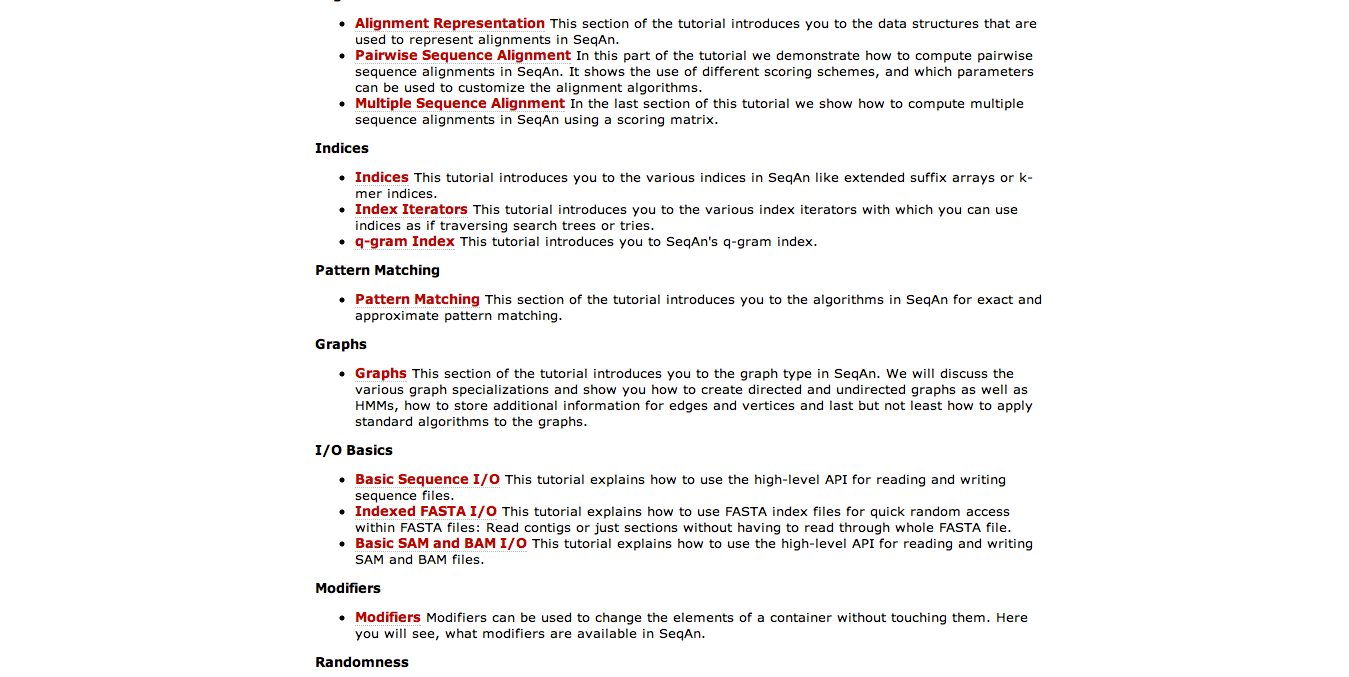 Alignment Representation This section of the tutorial introduces you to the data structures that are
used to represent alignments in SeqAn.
Pairwise Sequence Alignment In this part of the tutorial we demonstrate how to compute pairwise
sequence alignments in SeqAn. It shows the use of different scoring schemes, and which parameters
can be used to customize the alignment algorithms.
Multiple Sequence Alignment In the last section of this tutorial we show how to compute multiple
sequence alignments in SeqAn using a scoring matrix.
Indices
Indices This tutorial introduces you to the various indices in SeqAn like extended suffix arrays or k-
mer indices.
Index Iterators This tutorial introduces you to the various index iterators with which you can use
indices as if traversing search trees or tries.
q-gram Index This tutorial introduces you to SeqAn's q-gram index.
Pattern Matching
Pattern Matching This section of the tutorial introduces you to the algorithms in SeqAn for exact and
approximate pattern matching.
Graphs
Graphs This section of the tutorial introduces you to the graph type in SeqAn. We will discuss the
various graph specializations and show you how to create directed and undirected graphs as well as
HMMs, how to store additional information for edges and vertices and last but not least how to apply
standard algorithms to the graphs.
I/O Basics
Basic Sequence I/O This tutorial explains how to use the high-level API for reading and writing
sequence files.
Indexed FASTA I/O This tutorial explains how to use FASTA index files for quick random access
within FASTA files: Read contigs or just sections without having to read through whole FASTA file.
Basic SAM and BAM I/O This tutorial explains how to use the high-level API for reading and writing
SAM and BAM files.
Modifiers
Modifiers Modifiers can be used to change the elements of a container without touching them. Here
you will see, what modifiers are available in SeqAn.
Randomness